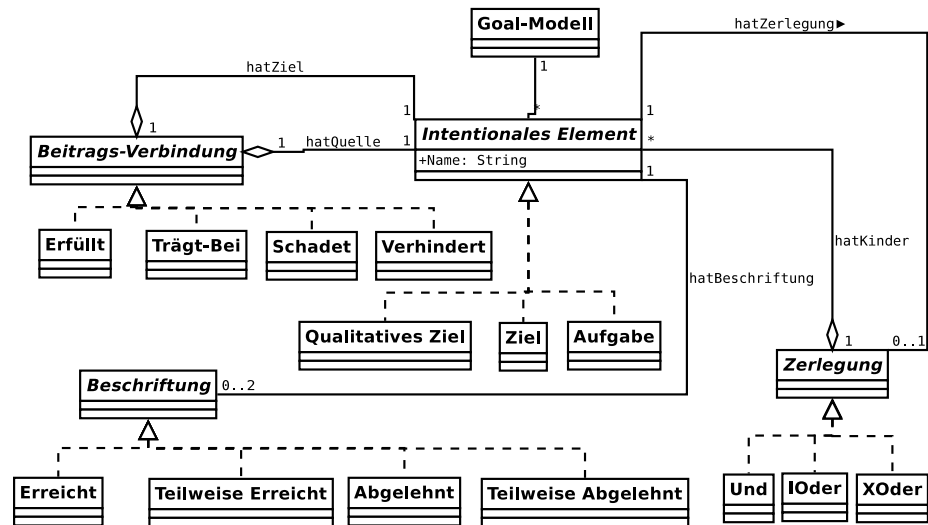 Goal-Modell
hatZerlegung►
hatZiel
1
*
1
1
1
Intentionales Element
+Name: String
*
1
Beitrags-Verbindung
1
hatQuelle
1
Erfüllt
Trägt-Bei
Schadet
Verhindert
hatKinder
hatBeschriftung
Qualitatives Ziel
Ziel
Aufgabe
1
0..1
Zerlegung
Beschriftung
0..2
Erreicht
Teilweise Erreicht
Abgelehnt
Teilweise Abgelehnt
Und
IOder
XOder